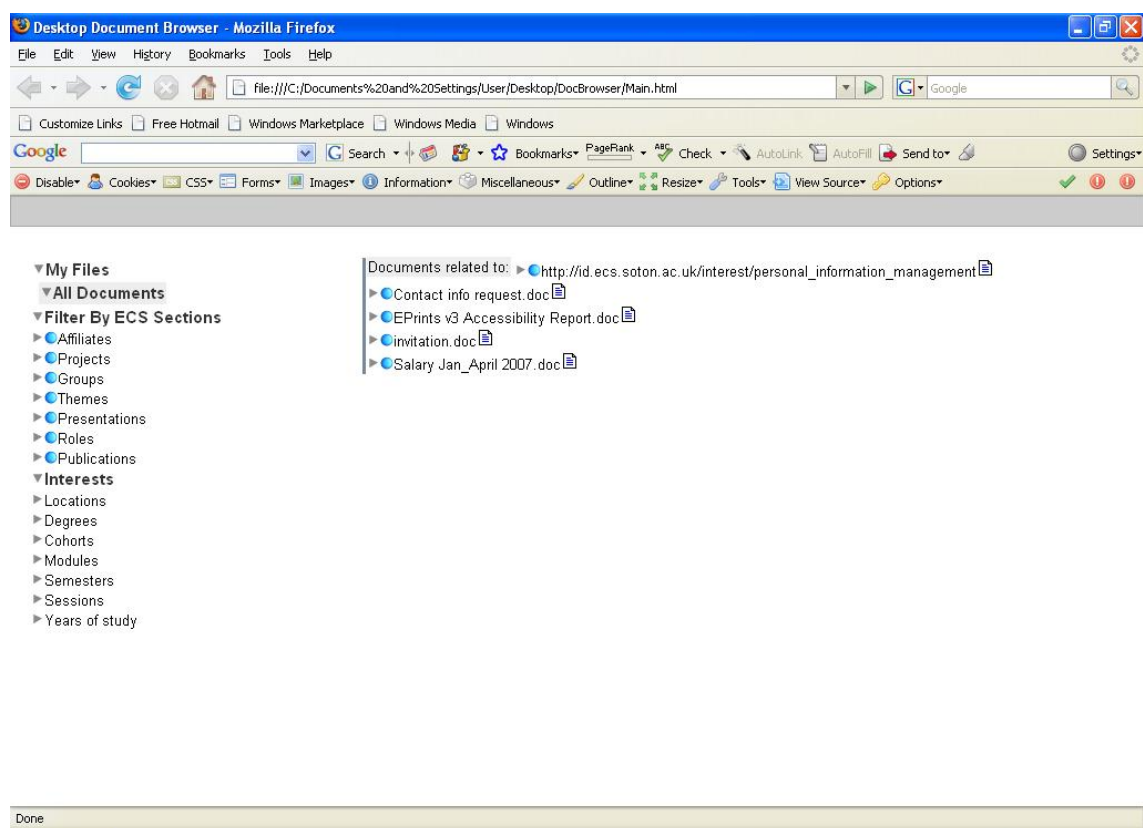 Desktop Document Browser - Mozilla Firefox
File Edit View History Bookmarks Tools Help
file:///C:/Documents%20and%20Settings/User/Desktop/DocBrowser/Main.html G Google
Customize Links Free Hotmail Windows Marketplace Windows Media Windows
Google G Search Bookmarks PageRank ABC Check AutoLink AutoFill Send to Settings
Disable Cookies CSS Forms Images Information Miscellaneous Outline Resize Tools View Source Options
My Files
All Documents
Filter By ECS Sections
Affiliates
Projects
Groups
Themes
Presentations
Roles
Publications
Interests
Locations
Degrees
Cohorts
Modules
Semesters
Sessions
Years of study
Documents related to: http://id.ecs.soton.ac.uk/interest/personal_information_management
Contact info request.doc
EPrints v3 Accessibility Report.doc
invitation.doc
Salary Jan_April 2007.doc
Done